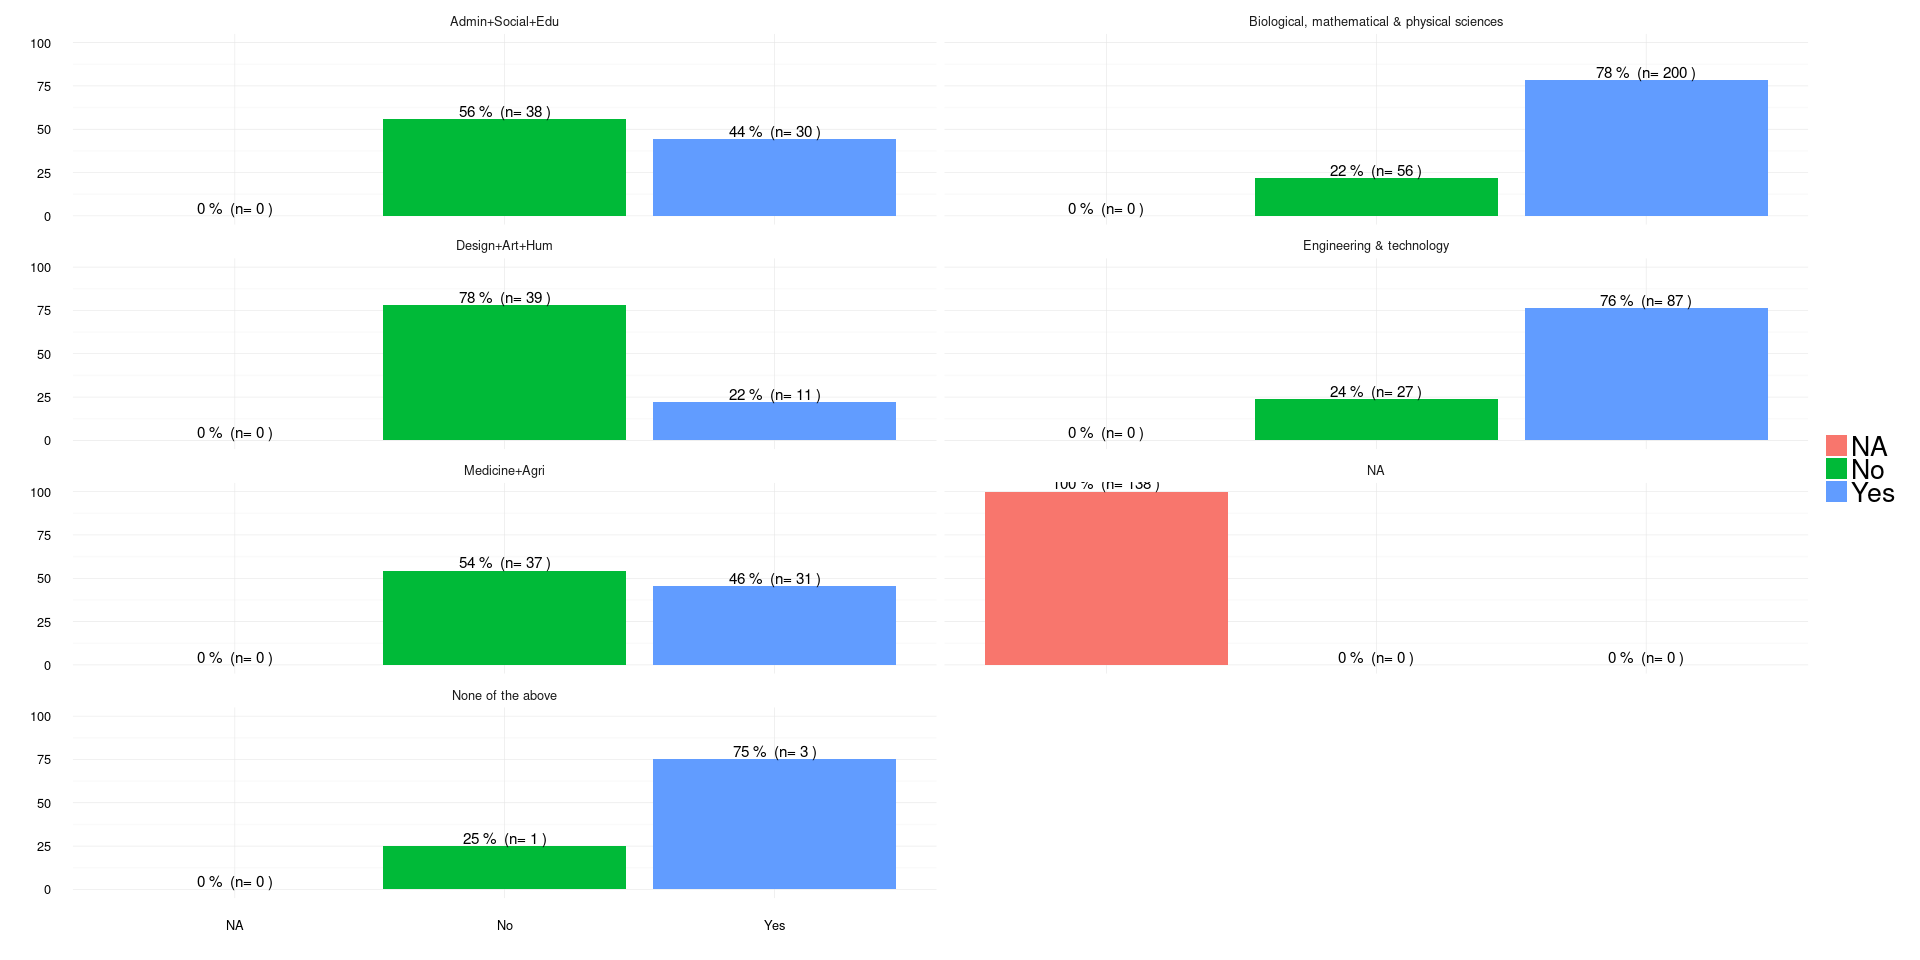 Admin+Social+Edu
100
75
50
25
0
0 % (n= 0 )
56 % (n= 38 )
44 % (n= 30 )
Biological, mathematical & physical sciences
0 % (n= 0 )
22 % (n= 56 )
78 % (n= 200 )
Design+Art+Hum
100
75
50
25
0
0 % (n= 0 )
78 % (n= 39 )
22 % (n= 11 )
Engineering & technology
0 % (n= 0 )
24 % (n= 27 )
76 % (n= 87 )
Medicine+Agri
100
75
50
25
0
0 % (n= 0 )
54 % (n= 37 )
46 % (n= 31 )
NA
100 % (n= 138 )
0 % (n= 0 )
0 % (n= 0 )
None of the above
100
75
50
25
0
0 % (n= 0 )
25 % (n= 1 )
75 % (n= 3 )
NA
No
Yes
NA
No
Yes